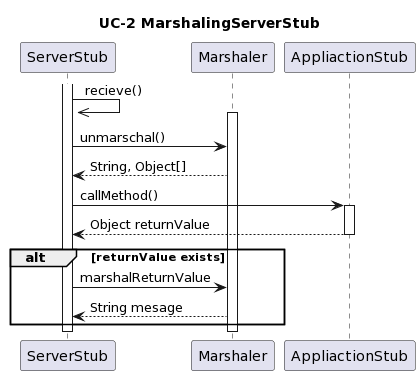 UC-2 MarshalingServerStub
ServerStub Marshaler AppliactionStub
recieve()
unmarschal()
String, Object[]
callMethod()
Object returnValue
alt [returnValue exists]
marshalReturnValue
String mesage
ServerStub Marshaler AppliactionStub